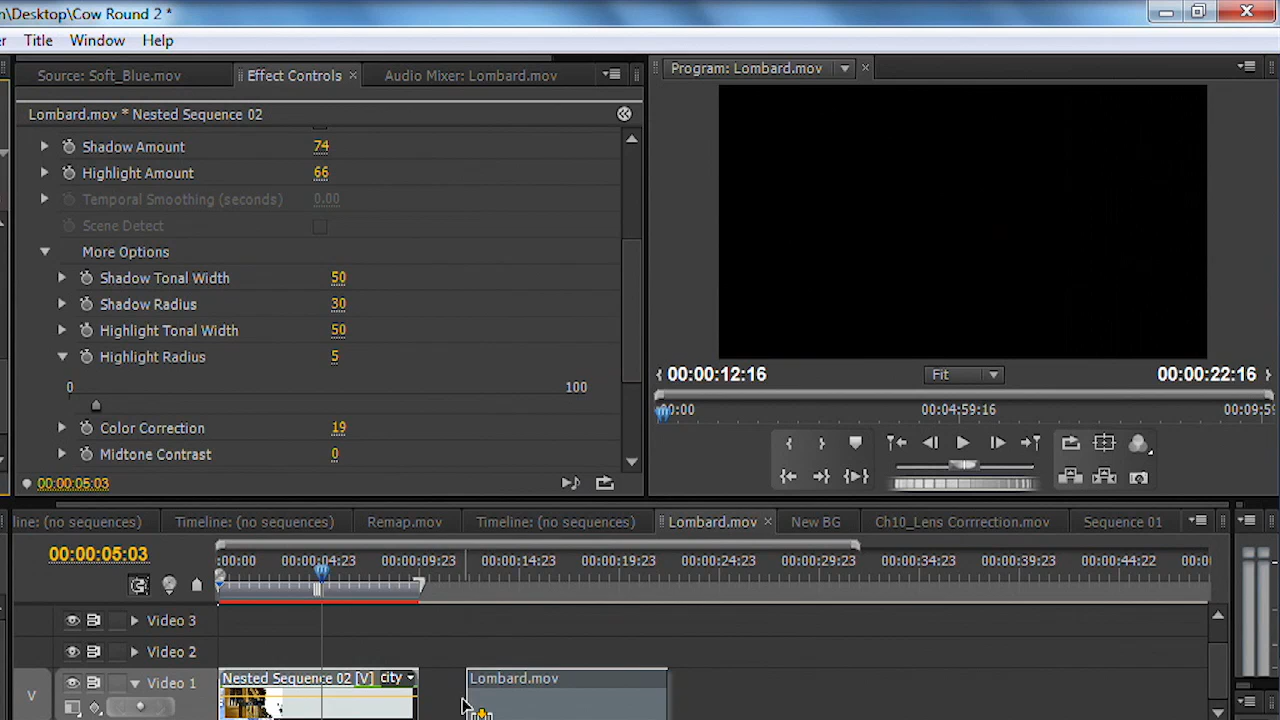 n\Desktop\Cow Round 2 *
er Title Window Help
Source: Soft_Blue.mov Effect Controls × Audio Mixer: Lombard.mov
Program: Lombard.mov
Lombard.mov * Nested Sequence 02
Shadow Amount 74
Highlight Amount 66
Temporal Smoothing (seconds) 0.00
Scene Detect
More Options
Shadow Tonal Width 50
Shadow Radius 30
Highlight Tonal Width 50
Highlight Radius 5
0 100
Color Correction 19
Midtone Contrast 0
00:00:05:03
00:00:12:16 Fit 00:00:22:16
00:00 00:04:59:16 00:09:59
line: (no sequences) Timeline: (no sequences) Remap.mov Timeline: (no sequences) Lombard.mov × New BG Ch10_Lens Corrrection.mov Sequence 01
00:00:05:03
:00:00 00:00:04:23 00:00:09:23 00:00:14:23 00:00:19:23 00:00:24:23 00:00:29:23 00:00:34:23 00:00:39:23 00:00:44:22 00:0
Video 3
Video 2
V Video 1
Nested Sequence 02 [V] city
Lombard.mov